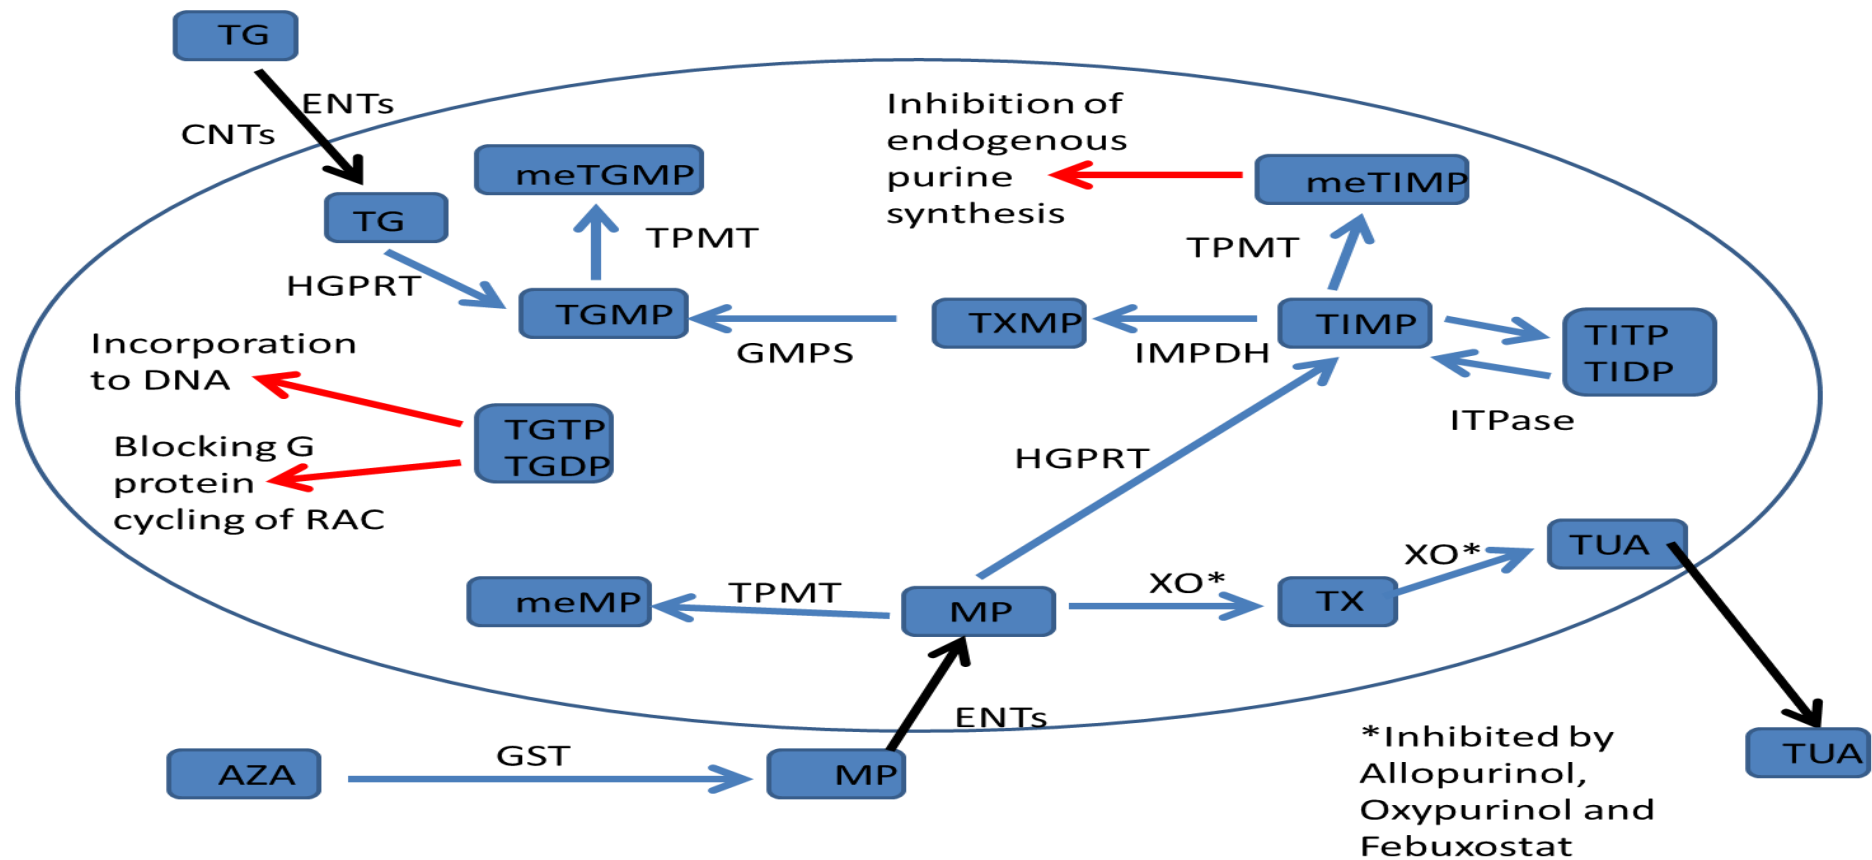 TG
ENTs
CNTs
TG
HGPRT
meTGMP
TPMT
TGMP
GMPS
TXMP
IMPDH
TIMP
Inhibition of
endogenous
purine
synthesis
meTIMP
TPMT
TITP
TIDP
ITPase
Incorporation
to DNA
Blocking G
protein
cycling of RAC
TGTP
TGDP
HGPRT
meMP
TPMT
MP
XO*
TX
XO*
TUA
ENTs
AZA
GST
MP
TUA
*Inhibited by
Allopurinol,
Oxypurinol and
Febuxostat